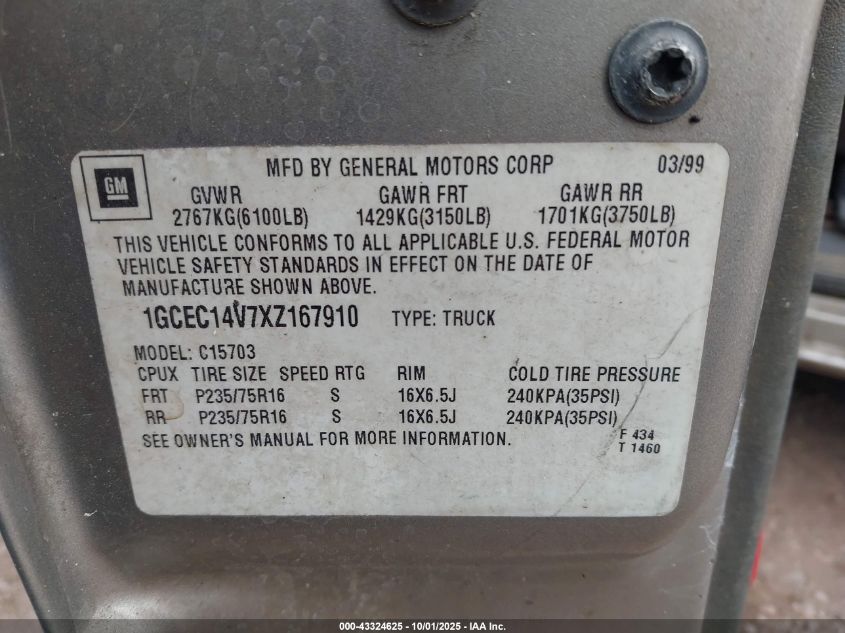 MFD BY GENERAL MOTORS CORP 03/99
GM
GVWR GAWR FRT GAWR RR
2767KG(6100LB) 1429KG(3150LB) 1701KG(3750LB)
THIS VEHICLE CONFORMS TO ALL APPLICABLE U.S. FEDERAL MOTOR
VEHICLE SAFETY STANDARDS IN EFFECT ON THE DATE OF
MANUFACTURE SHOWN ABOVE.
1GCEC14V7XZ167910 TYPE: TRUCK
MODEL: C15703
CPUX TIRE SIZE SPEED RTG RIM COLD TIRE PRESSURE
FRT P235/75R16 S 16X6.5J 240KPA(35PSI)
RR P235/75R16 S 16X6.5J 240KPA(35PSI)
SEE OWNER'S MANUAL FOR MORE INFORMATION.
F 434
T 1460
000-43324625 - 10/01/2025 - IAA Inc.